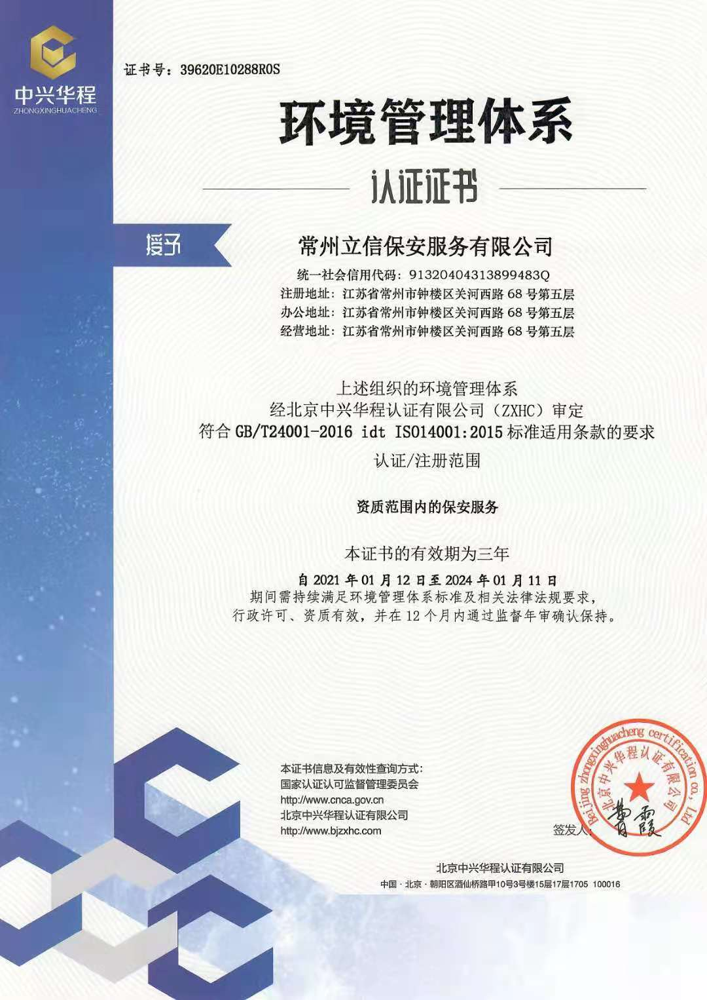 中兴华程
ZHONGXINGHUACHENG
证书号：39620E10288R0S
环境管理体系
认证证书
授予
常州立信保安服务有限公司
统一社会信用代码：91320404313899483Q
注册地址：江苏省常州市钟楼区关河西路 68 号第五层
办公地址：江苏省常州市钟楼区关河西路 68 号第五层
经营地址：江苏省常州市钟楼区关河西路 68 号第五层
上述组织的环境管理体系
经北京中兴华程认证有限公司（ZXHC）审定
符合 GB/T24001-2016 idt ISO14001:2015 标准适用条款的要求
认证/注册范围
资质范围内的保安服务
本证书的有效期为三年
自 2021 年 01 月 12 日至 2024 年 01 月 11 日
期间需持续满足环境管理体系标准及相关法律法规要求，
行政许可、资质有效，并在 12 个月内通过监督年审确认保持。
本证书信息及有效性查询方式：
国家认证认可监督管理委员会
http://www.cnca.gov.cn
北京中兴华程认证有限公司
http://www.bjzxhc.com
Beijing zhongxinghuacheng certification co., Ltd
北京中兴华程认证有限公司
签发人：
北京中兴华程认证有限公司
中国·北京·朝阳区酒仙桥路甲10号3号楼15层17层1705 100016